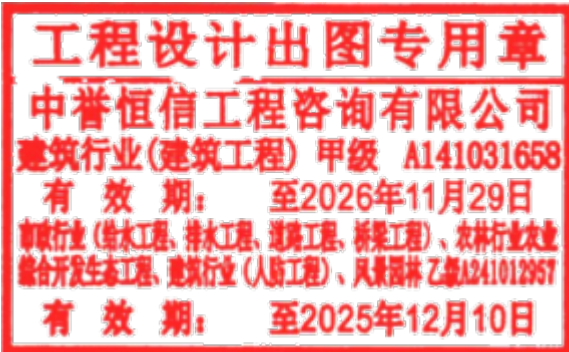 工程设计出图专用章
中誉恒信工程咨询有限公司
建筑行业(建筑工程) 甲级 A141031658
有 效 期： 至2026年11月29日
市政行业(给水工程、排水工程、道路工程、桥梁工程)、农林行业农业
综合开发生态工程、建筑行业(人防工程)、风景园林 乙级A241012957
有 效 期： 至2025年12月10日